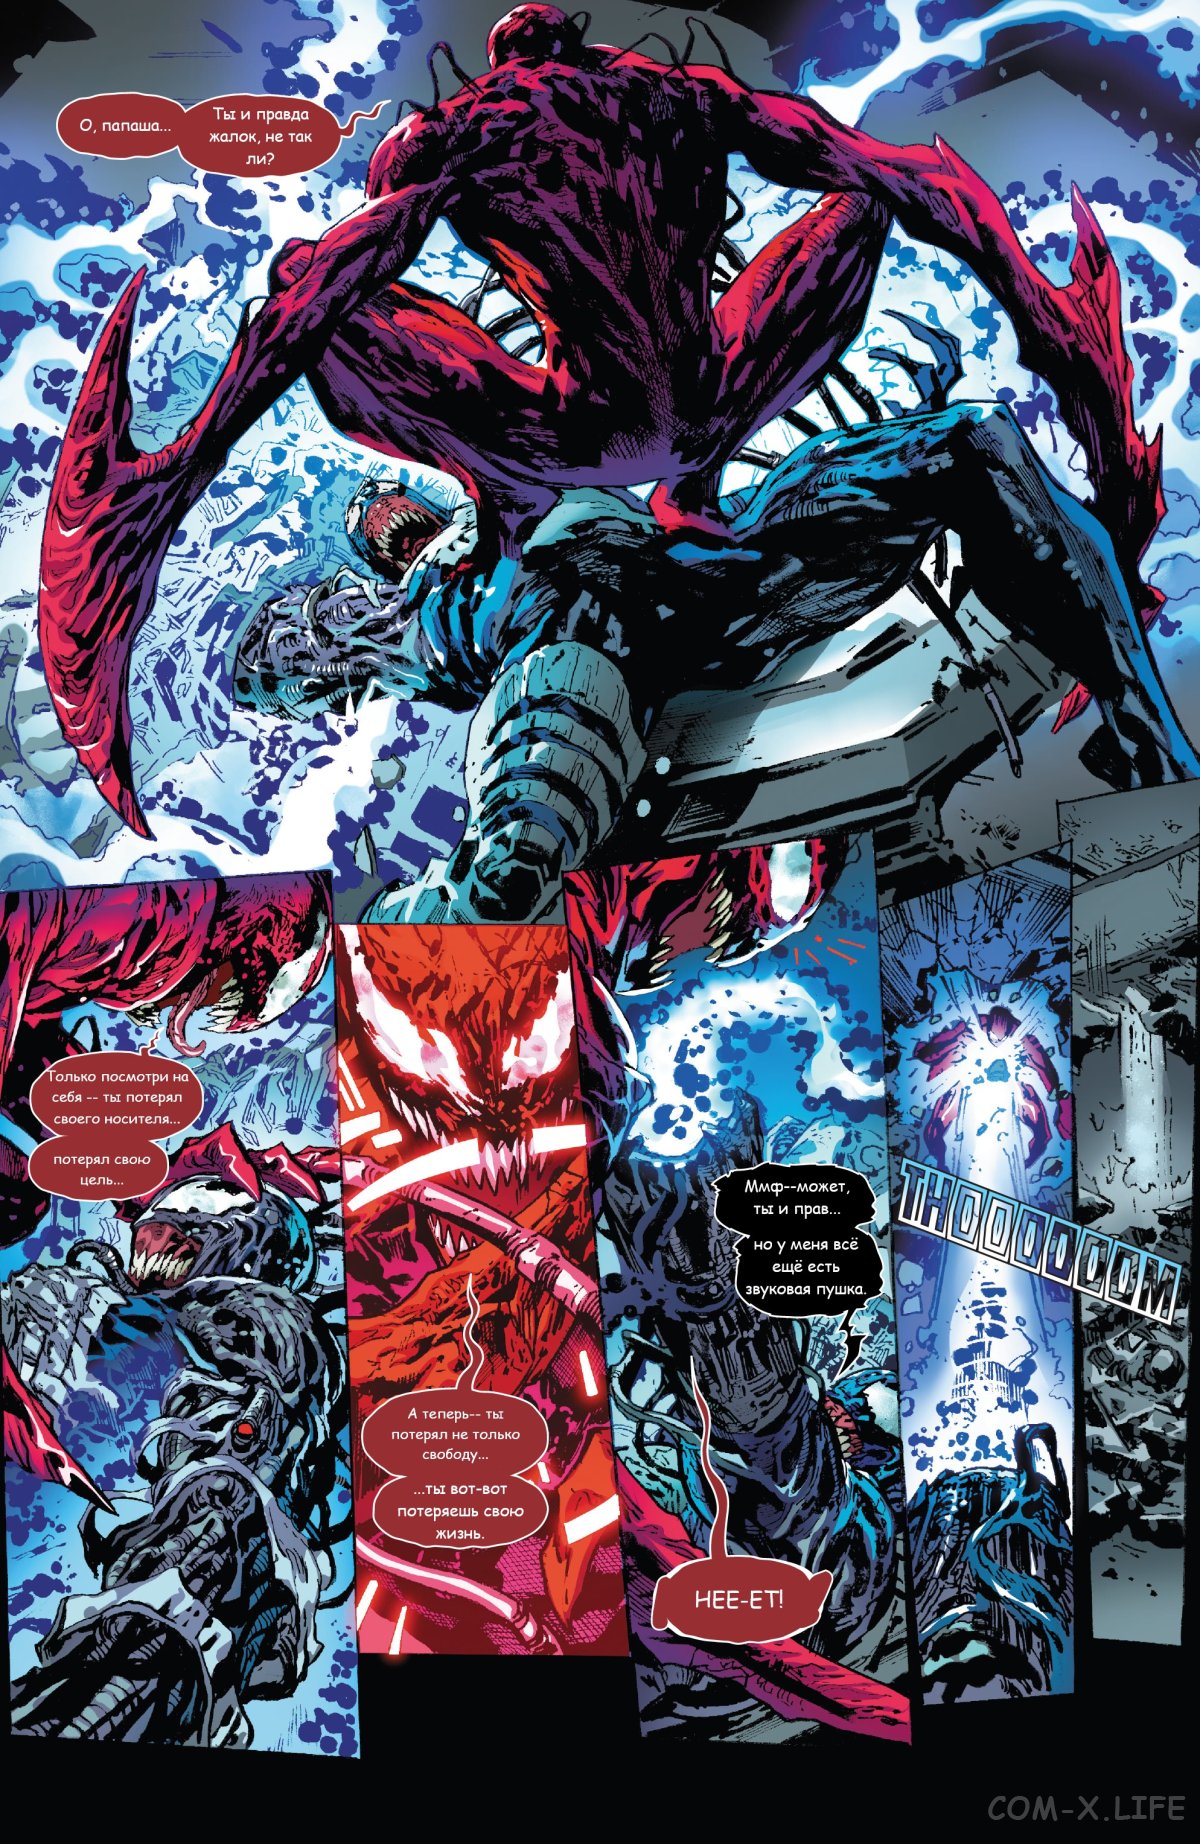 О, папаша...
Ты и правда
жалок, не так
ли?
Только посмотри на
себя -- ты потерял
своего носителя...
потерял свою
цель...
А теперь-- ты
потерял не только
свободу...
...ты вот-вот
потеряешь свою
жизнь.
Ммф--может,
ты и прав...
но у меня всё
ещё есть
звуковая пушка.
НЕЕ-ЕТ!
THOOOOOOM
COM-X.LIFE